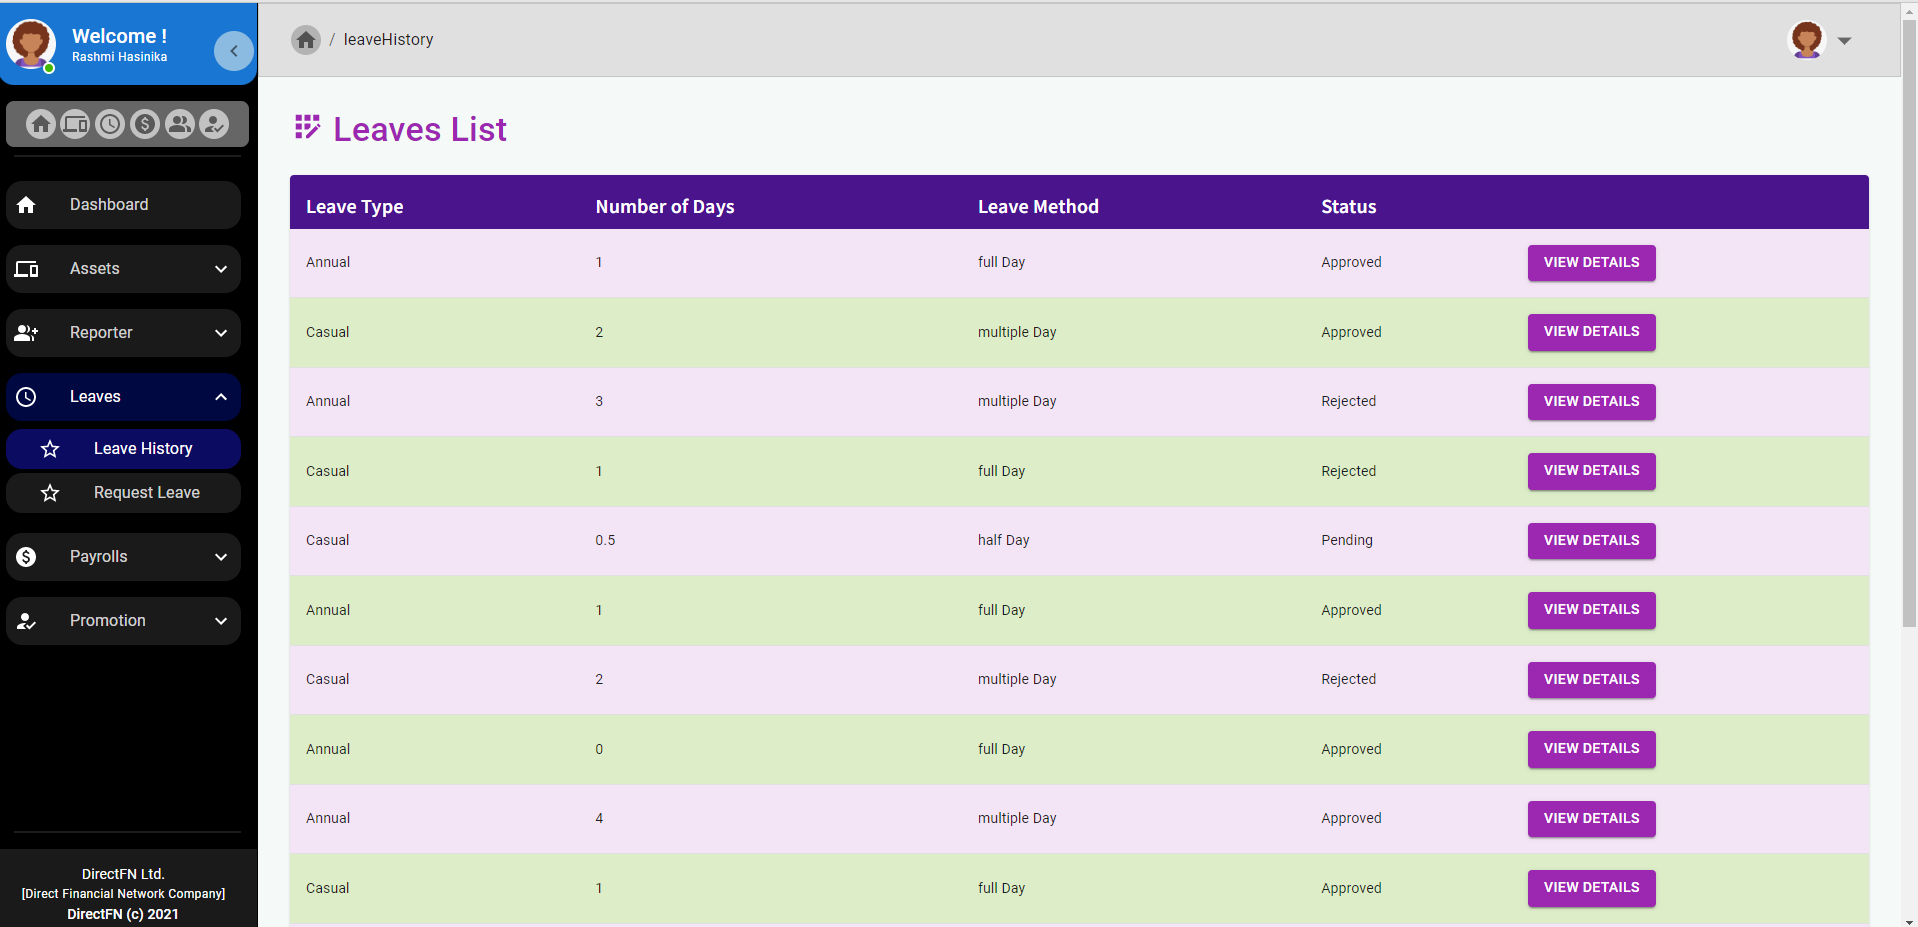 Welcome !
Rashmi Hasinika
/ leaveHistory
Dashboard
Assets
Reporter
Leaves
Leave History
Request Leave
Payrolls
Promotion
DirectFN Ltd.
[Direct Financial Network Company]
DirectFN (c) 2021
Leaves List
Leave Type Number of Days Leave Method Status
Annual 1 full Day Approved VIEW DETAILS
Casual 2 multiple Day Approved VIEW DETAILS
Annual 3 multiple Day Rejected VIEW DETAILS
Casual 1 full Day Rejected VIEW DETAILS
Casual 0.5 half Day Pending VIEW DETAILS
Annual 1 full Day Approved VIEW DETAILS
Casual 2 multiple Day Rejected VIEW DETAILS
Annual 0 full Day Approved VIEW DETAILS
Annual 4 multiple Day Approved VIEW DETAILS
Casual 1 full Day Approved VIEW DETAILS